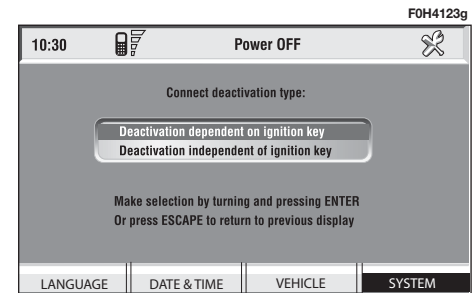 F0H4123g
10:30 Power OFF
Connect deactivation type:
Deactivation dependent on ignition key
Deactivation independent of ignition key
Make selection by turning and pressing ENTER
Or press ESCAPE to return to previous display
LANGUAGE DATE & TIME VEHICLE SYSTEM